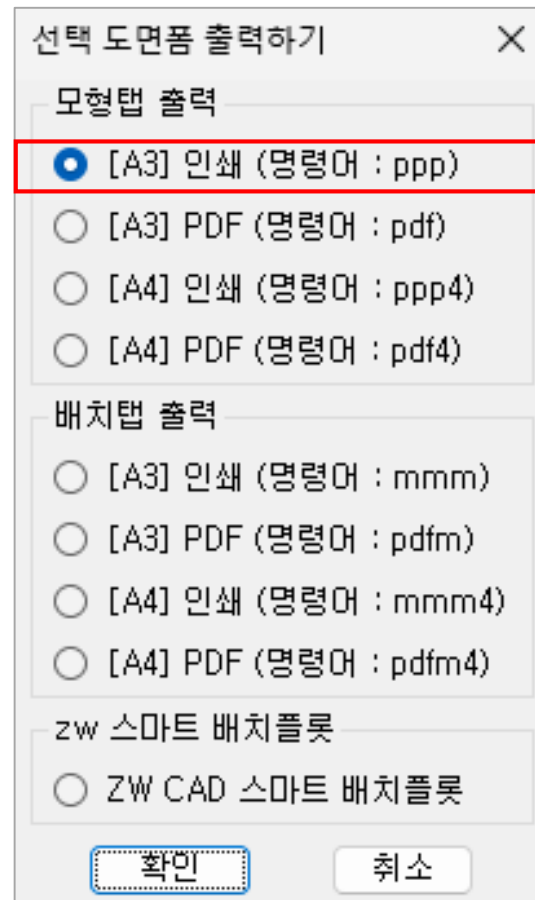 선택 도면폼 출력하기
모형탭 출력
[A3] 인쇄 (명령어 : ppp)
[A3] PDF (명령어 : pdf)
[A4] 인쇄 (명령어 : ppp4)
[A4] PDF (명령어 : pdf4)
배치탭 출력
[A3] 인쇄 (명령어 : mmm)
[A3] PDF (명령어 : pdfm)
[A4] 인쇄 (명령어 : mmm4)
[A4] PDF (명령어 : pdfm4)
zw 스마트 배치플롯
ZW CAD 스마트 배치플롯
확인 취소